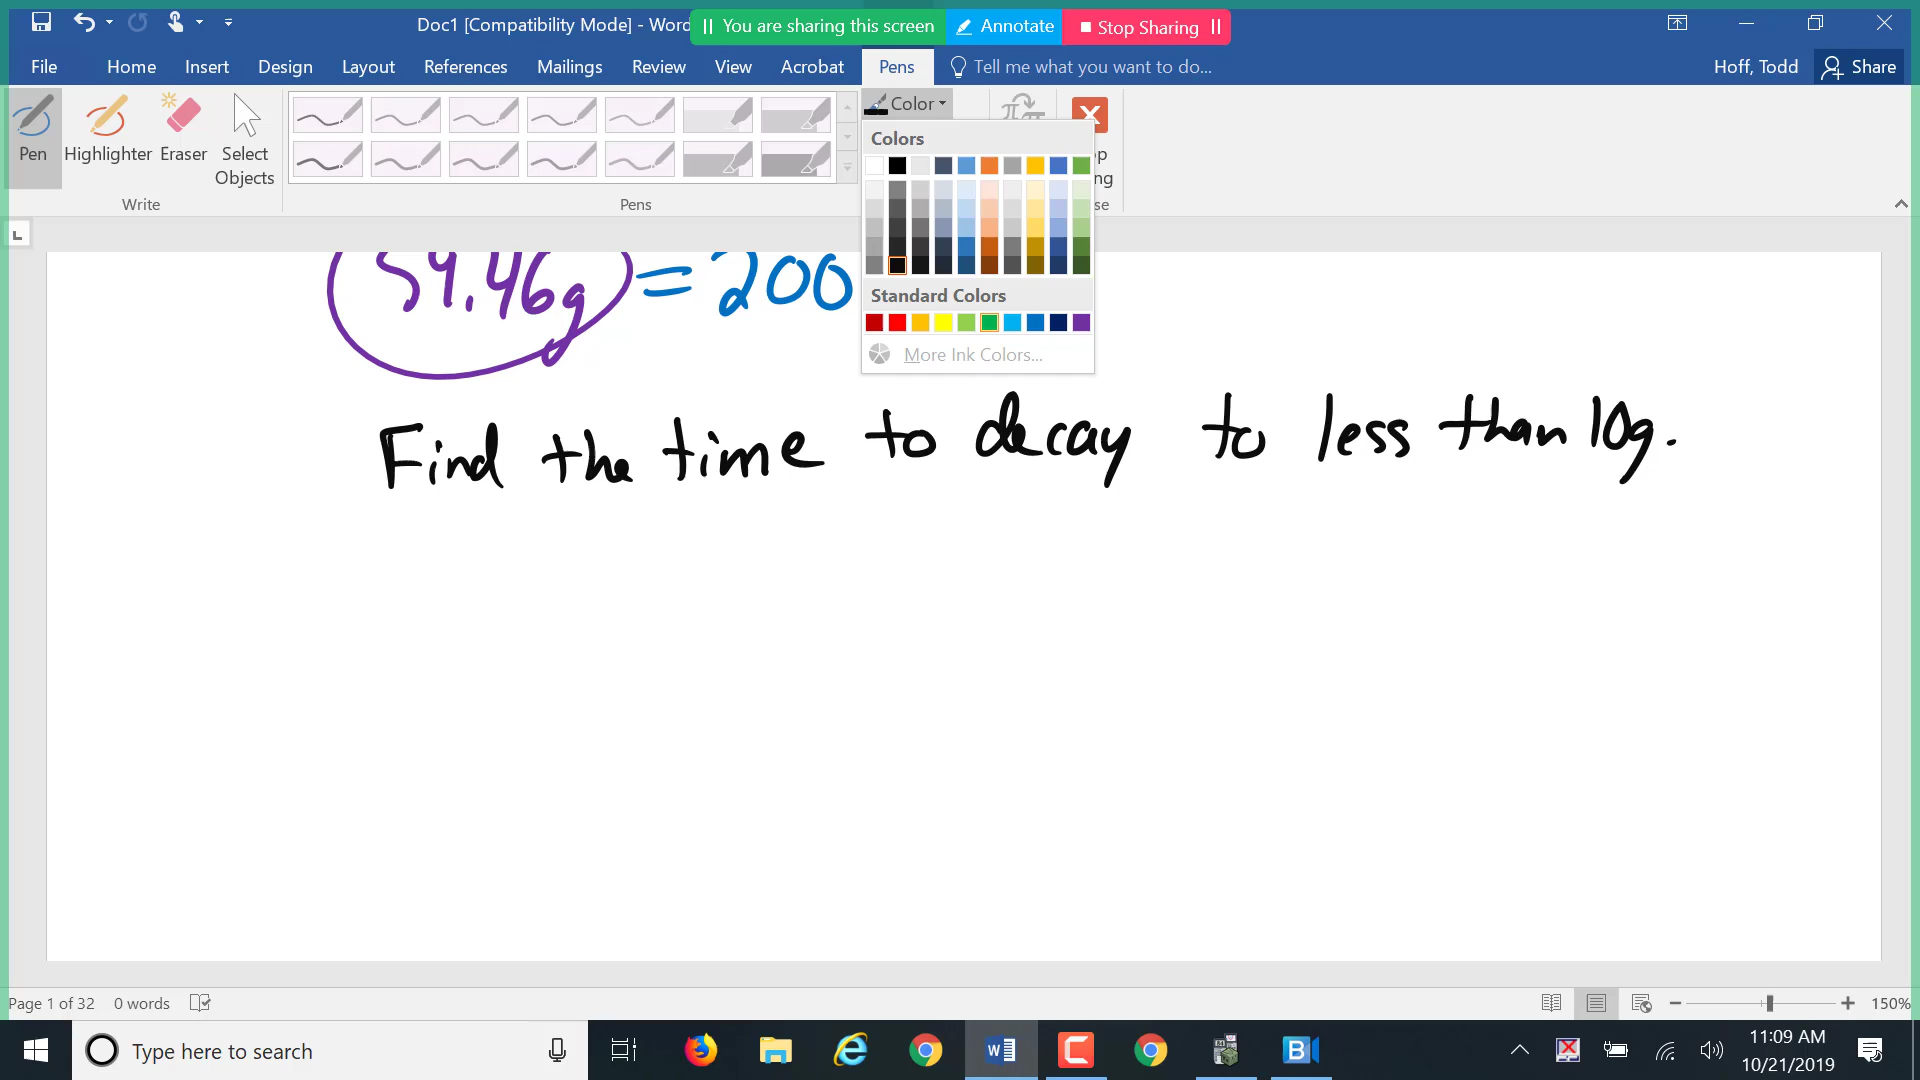 Doc1 [Compatibility Mode] - Word
You are sharing this screen
Annotate
Stop Sharing
File Home Insert Design Layout References Mailings Review View Acrobat Pens Tell me what you want to do... Hoff, Todd Share
Color
Colors
Pen Highlighter Eraser Select Objects
Write Pens
Standard Colors
More Ink Colors...
54.46g = 200
Find the time to decay to less than 10g.
Page 1 of 32 0 words 150%
Type here to search
11:09 AM
10/21/2019